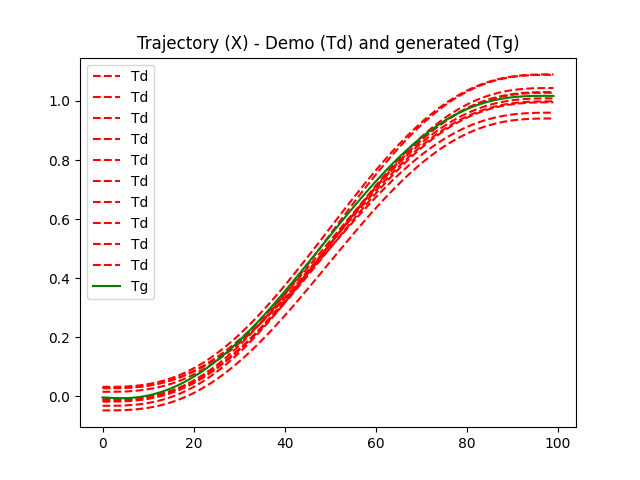 Trajectory (X) - Demo (Td) and generated (Tg)
Td
Td
Td
Td
Td
Td
Td
Td
Td
Td
Tg
1.0
0.8
0.6
0.4
0.2
0.0
0 20 40 60 80 100